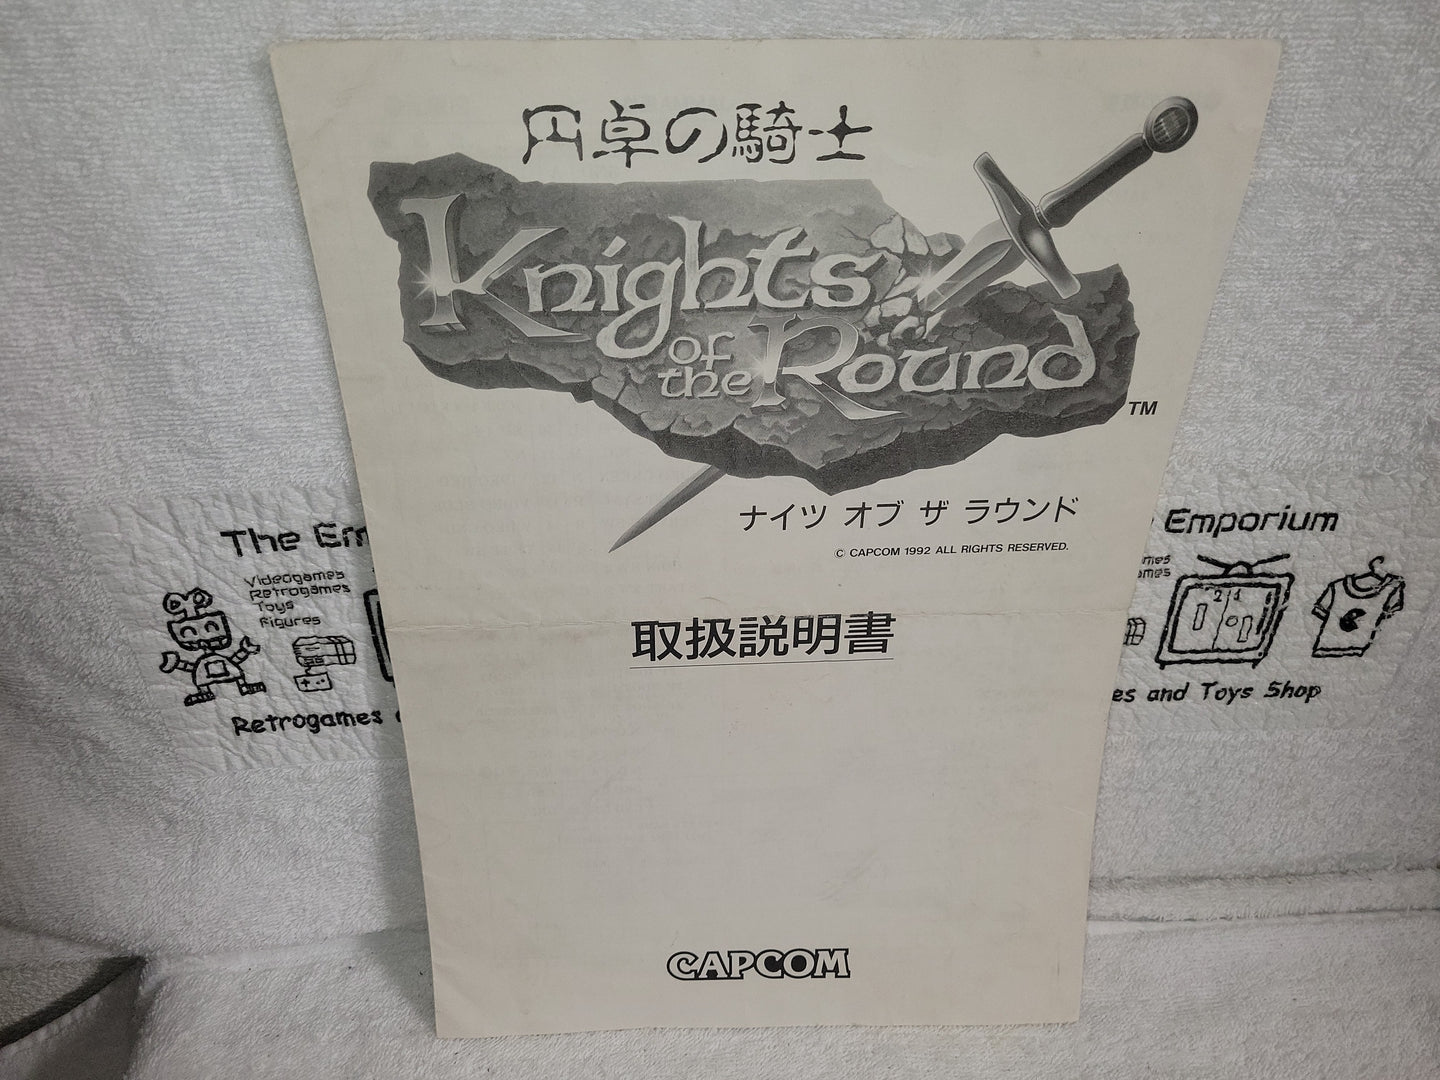 円卓の騎士
Knights
of
the Round
TM
ナイツ オブ ザ ラウンド
© CAPCOM 1992 ALL RIGHTS RESERVED.
取扱説明書
CAPCOM
The
Videogames
Retrogames
Toys
Figures
Retrogames
Emporium
and Toys Shop